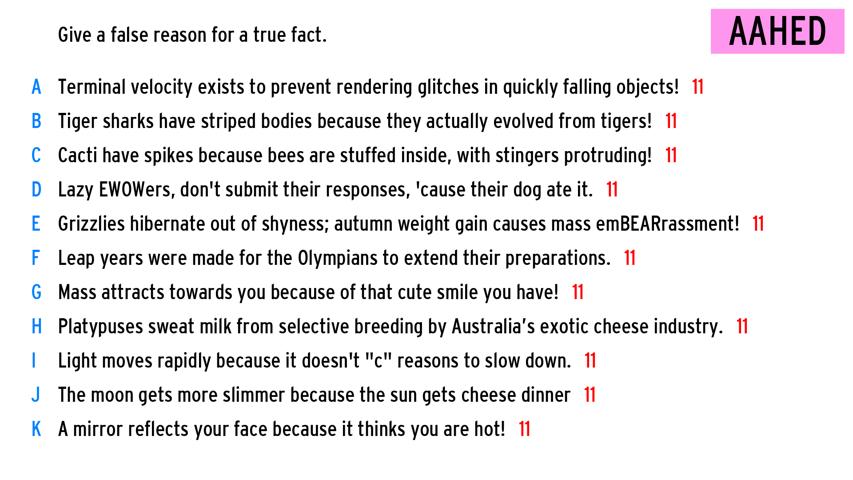 Give a false reason for a true fact.
AAHED
A Terminal velocity exists to prevent rendering glitches in quickly falling objects! 11
B Tiger sharks have striped bodies because they actually evolved from tigers! 11
C Cacti have spikes because bees are stuffed inside, with stingers protruding! 11
D Lazy EWOWers, don't submit their responses, 'cause their dog ate it. 11
E Grizzlies hibernate out of shyness; autumn weight gain causes mass emBEARrassment! 11
F Leap years were made for the Olympians to extend their preparations. 11
G Mass attracts towards you because of that cute smile you have! 11
H Platypuses sweat milk from selective breeding by Australia’s exotic cheese industry. 11
I Light moves rapidly because it doesn't "c" reasons to slow down. 11
J The moon gets more slimmer because the sun gets cheese dinner 11
K A mirror reflects your face because it thinks you are hot! 11